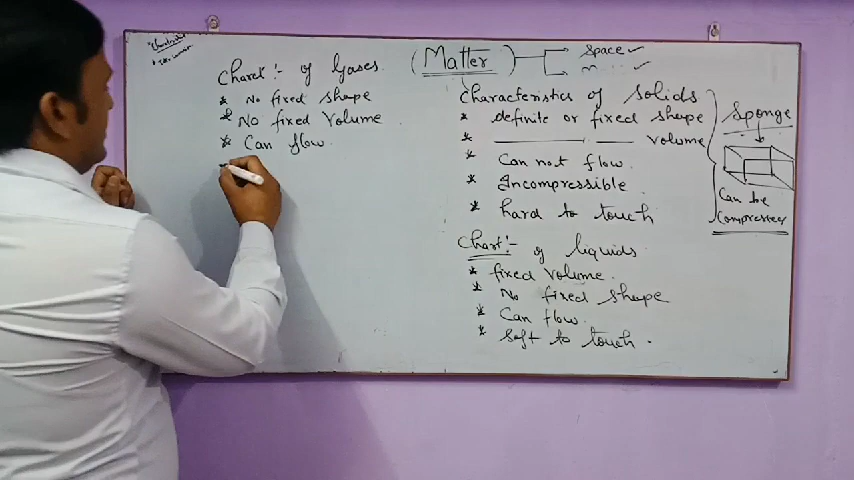 (Matter)
Space ✓
Charct :- of Gases
* No fixed shape
* No fixed Volume
* Can flow
*
Characteristics of Solids
* definite or fixed shape
* ———— Volume
* Can not flow.
* Incompressible
* hard to touch
Sponge
Can be
Compressed
Chart :- of liquids
* fixed Volume.
* No fixed shape
* Can flow.
* Soft to touch.